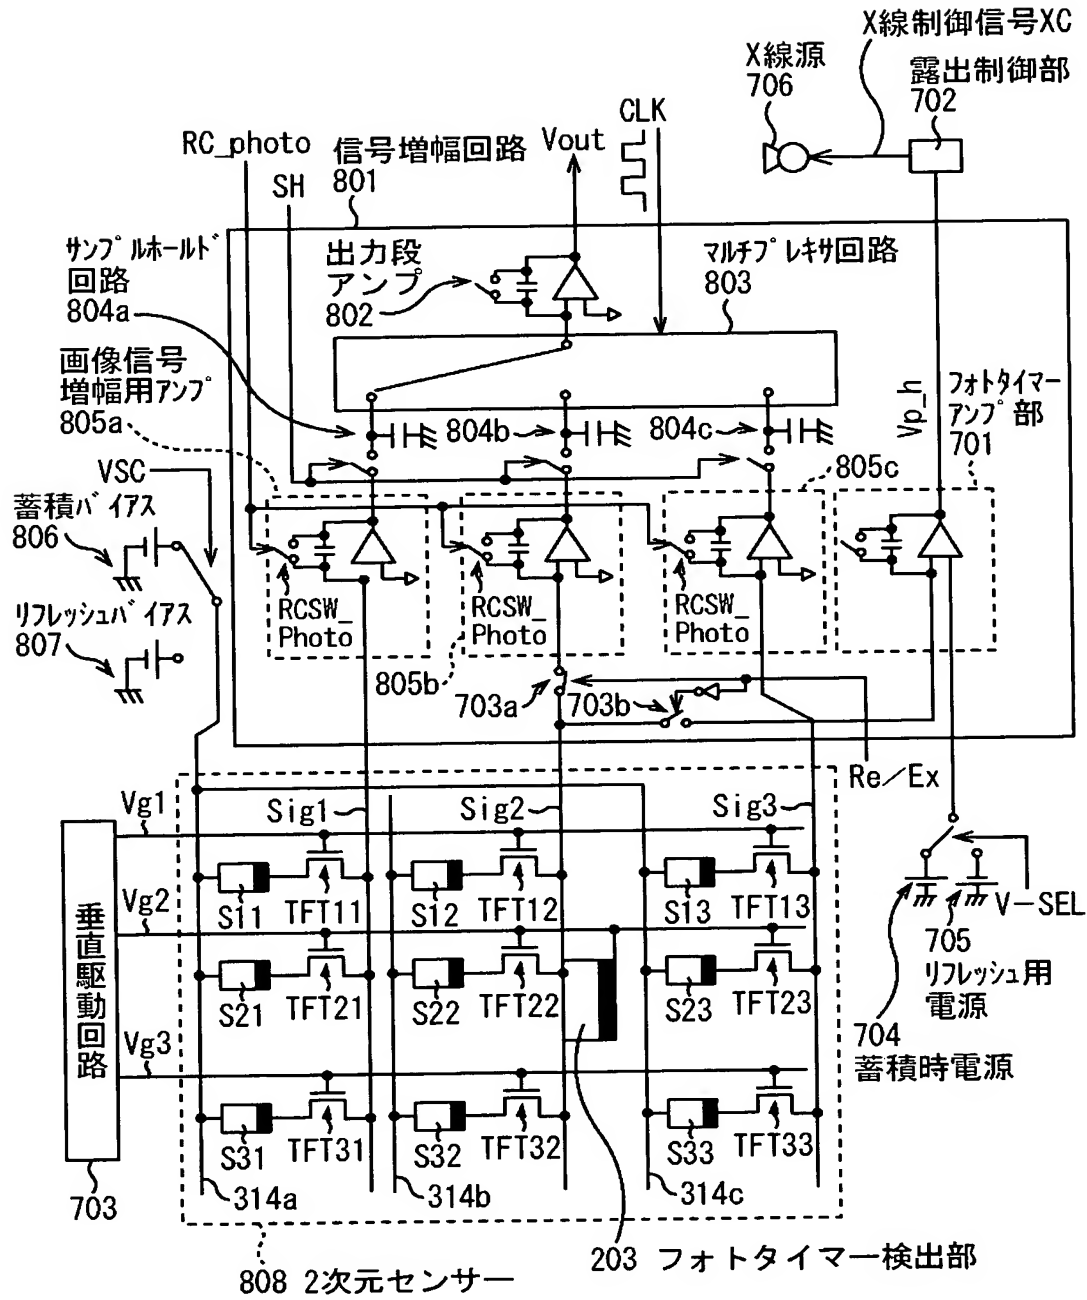 X線制御信号XC
X線源
706
露出制御部
702
CLK
RC_photo
信号増幅回路
801
Vout
SH
サンプルホールド
回路
804a
出力段
アンプ
802
マルチプレキサ回路
803
画像信号
増幅用アンプ
805a
804b
804c
Vp_h
フォトタイマー
アンプ部
701
VSC
805c
蓄積バイアス
806
リフレッシュバイアス
807
RCSW_
Photo
RCSW_
Photo
RCSW_
Photo
805b
703a
703b
Re/Ex
Vg1
Sig1
Sig2
Sig3
S11
TFT11
S12
TFT12
S13
TFT13
V-SEL
Vg2
垂直駆動回路
S21
TFT21
S22
TFT22
S23
TFT23
705
リフレッシュ用
電源
704
蓄積時電源
Vg3
S31
TFT31
S32
TFT32
S33
TFT33
703
314a
314b
314c
203 フォトタイマー検出部
808 2次元センサー